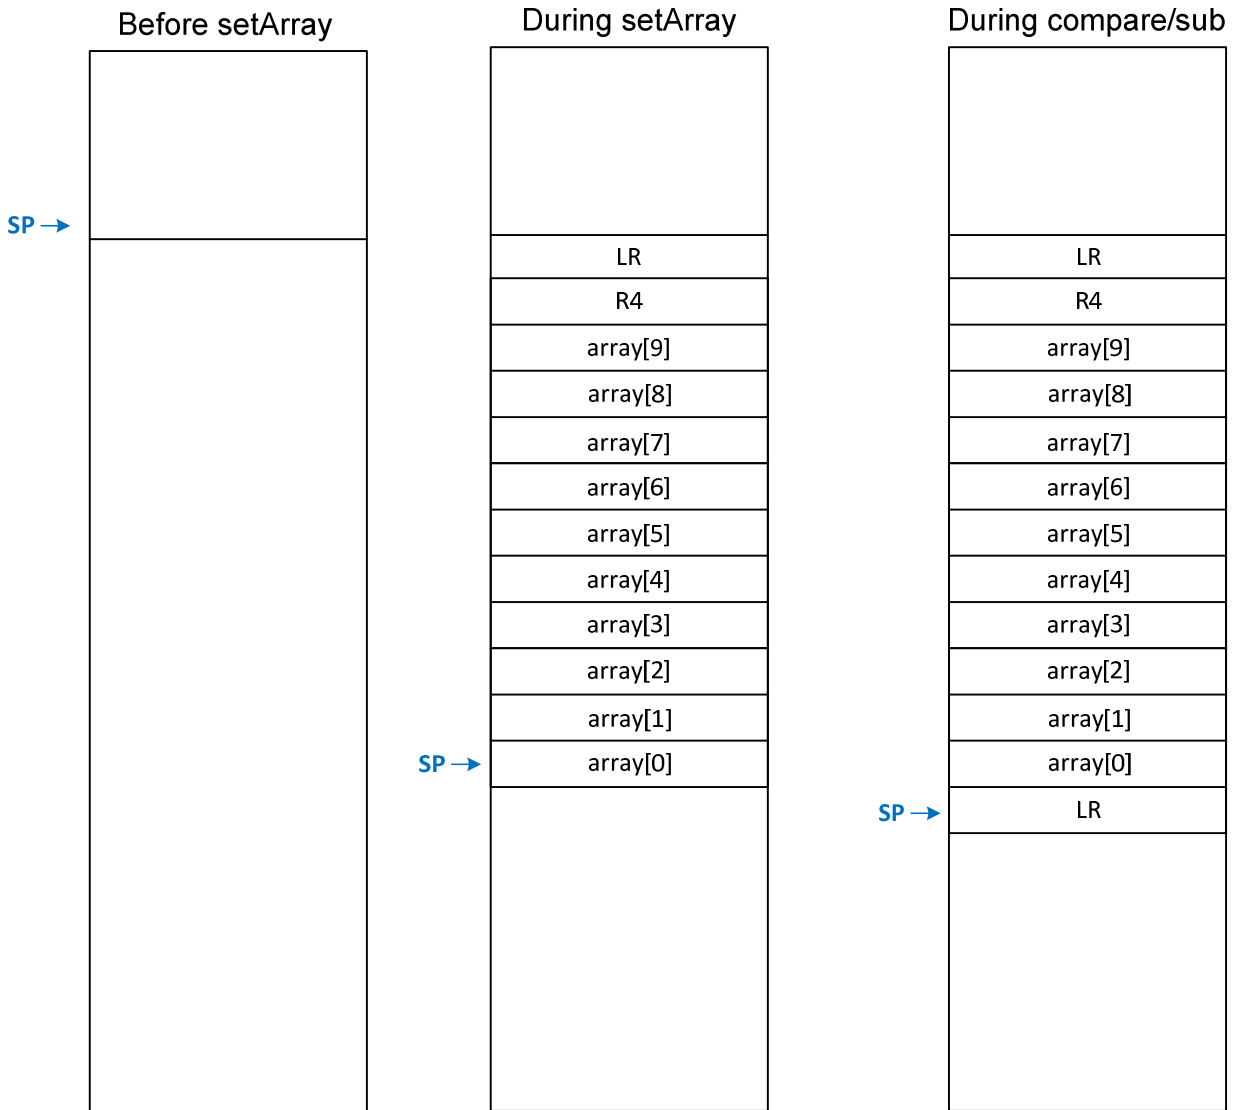 Before setArray
During setArray
During compare/sub
SP
LR
R4
array[9]
array[8]
array[7]
array[6]
array[5]
array[4]
array[3]
array[2]
array[1]
SP
array[0]
LR
R4
array[9]
array[8]
array[7]
array[6]
array[5]
array[4]
array[3]
array[2]
array[1]
array[0]
SP
LR